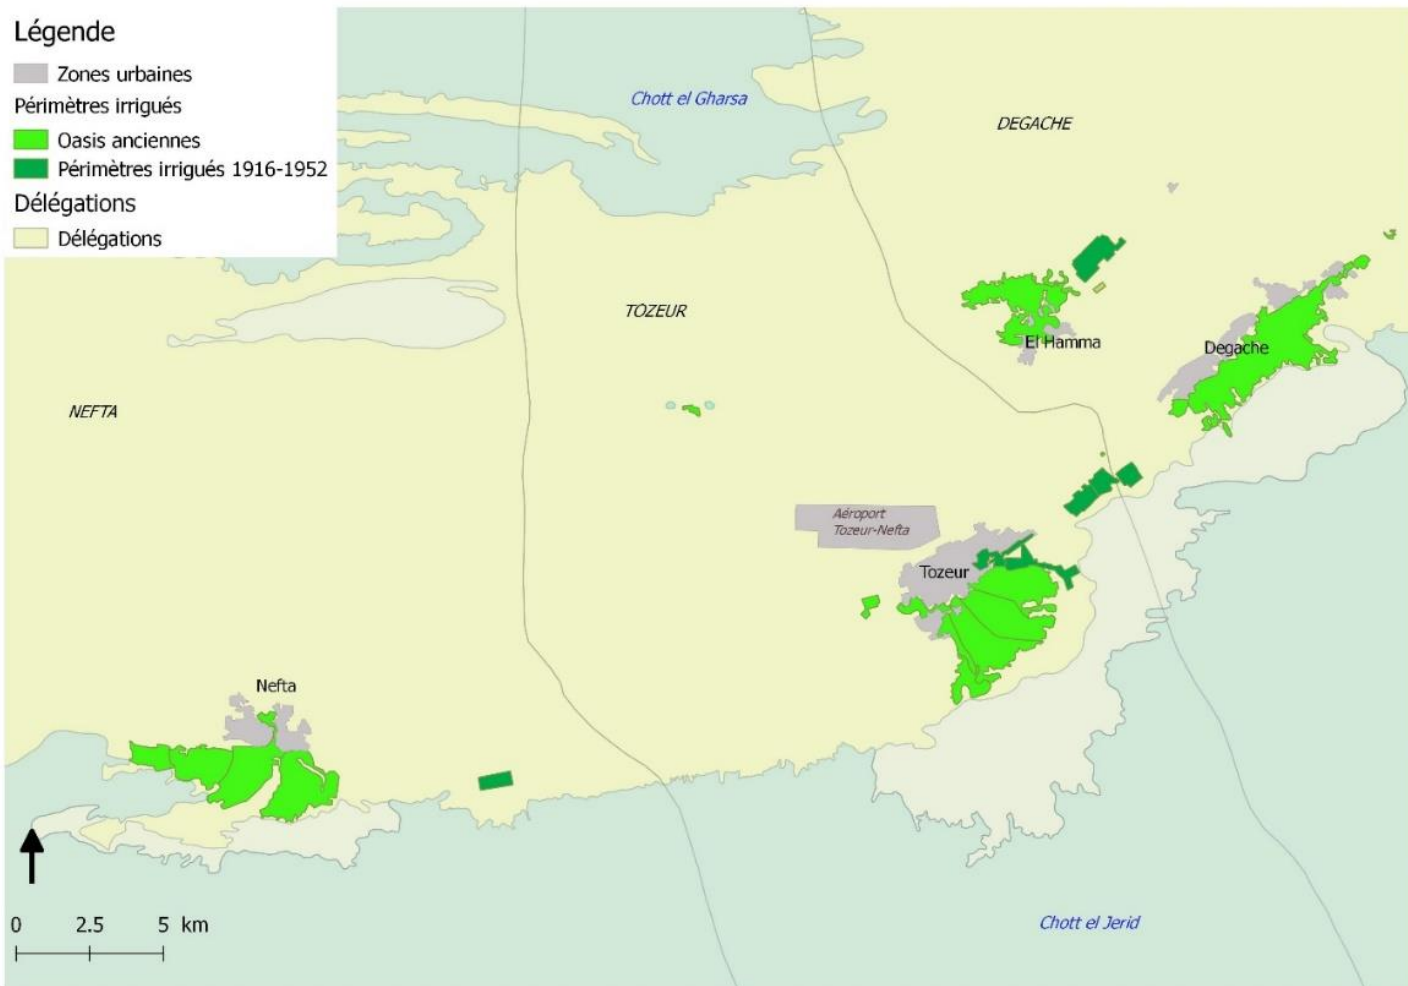 Légende
Zones urbaines
Périmètres irrigués
Oasis anciennes
Périmètres irrigués 1916-1952
Délégations
Délégations
Chott el Gharsa
DEGACHE
TOZEUR
El Hamma
Degache
NEFTA
Aéroport
Tozeur-Nefta
Tozeur
Nefta
Chott el Jerid
0 2.5 5 km